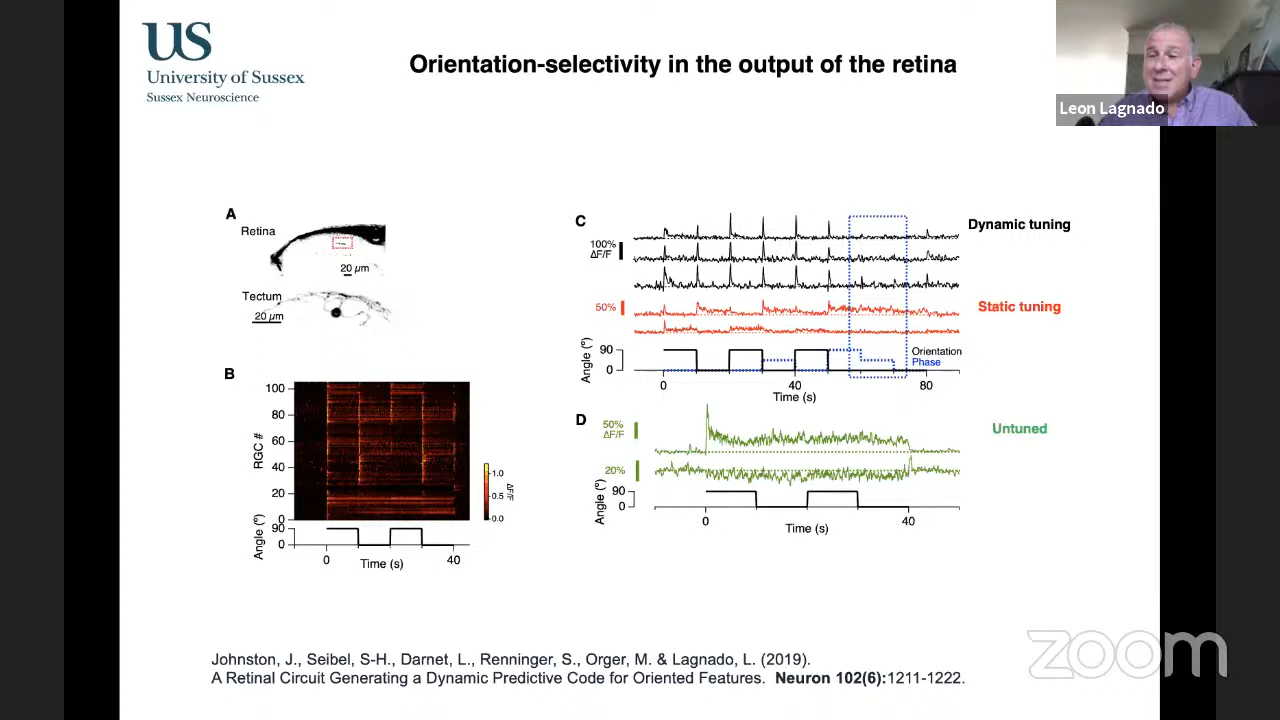 US
University of Sussex
Sussex Neuroscience
Orientation-selectivity in the output of the retina
Leon Lagnado
A
Retina
20 µm
Tectum
20 µm
B
100
80
60
40
20
0
RGC #
1.0
0.5
0.0
ΔF/F
Angle (º)
90
0
0
40
Time (s)
C
100%
ΔF/F
50%
Dynamic tuning
Static tuning
Angle (º)
90
0
Orientation
Phase
0
40
80
Time (s)
D
50%
ΔF/F
20%
Untuned
Angle (º)
90
0
0
40
Time (s)
Johnston, J., Seibel, S-H., Darnet, L., Renninger, S., Orger, M. & Lagnado, L. (2019).
A Retinal Circuit Generating a Dynamic Predictive Code for Oriented Features. Neuron 102(6):1211-1222.
zoom